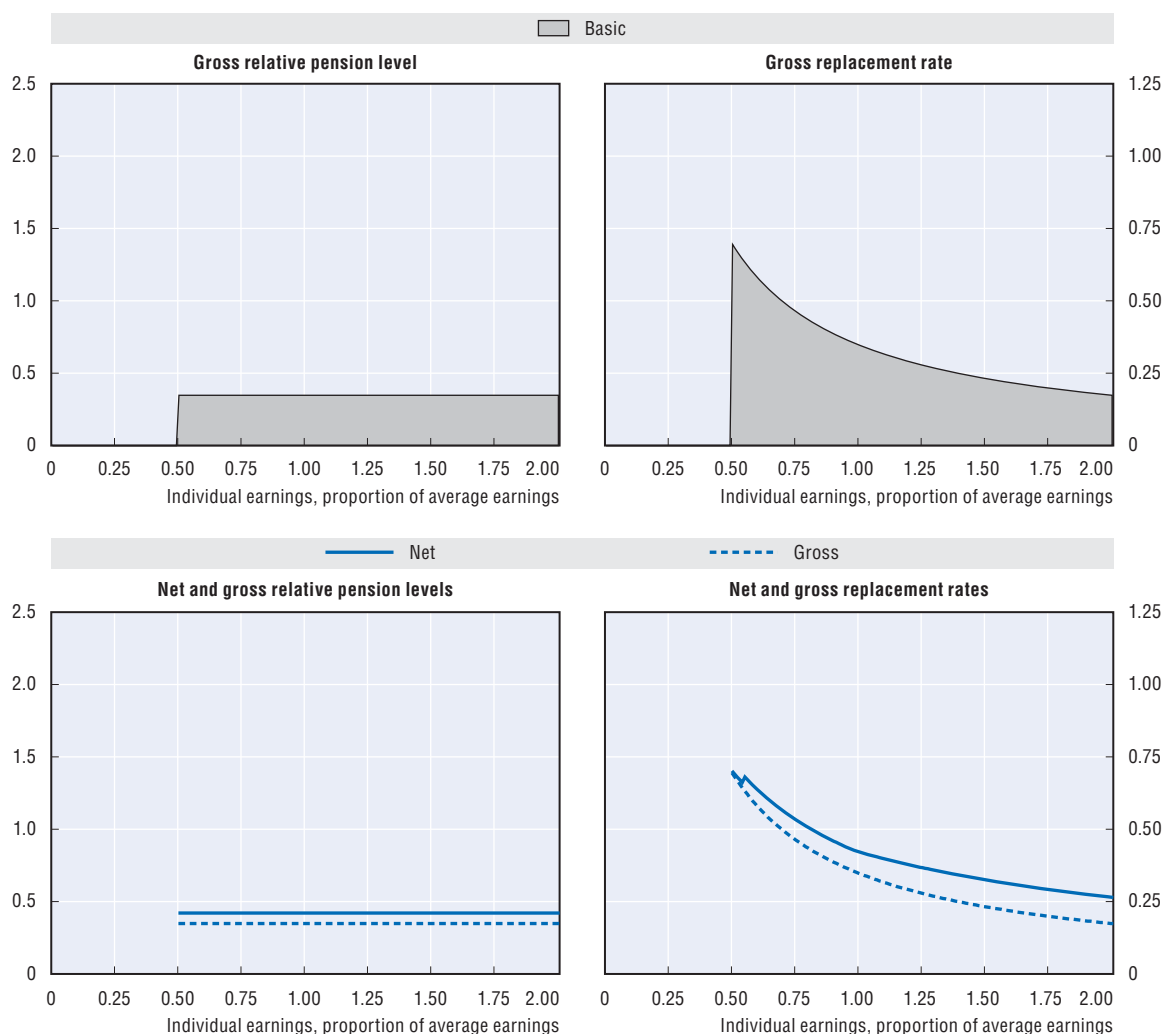 Basic
Gross relative pension level
Gross replacement rate
2.5
2.0
1.5
1.0
0.5
0
1.25
1.00
0.75
0.50
0.25
0
0 0.25 0.50 0.75 1.00 1.25 1.50 1.75 2.00
0 0.25 0.50 0.75 1.00 1.25 1.50 1.75 2.00
Individual earnings, proportion of average earnings
Individual earnings, proportion of average earnings
Net Gross
Net and gross relative pension levels
Net and gross replacement rates
2.5
2.0
1.5
1.0
0.5
0
1.25
1.00
0.75
0.50
0.25
0
0 0.25 0.50 0.75 1.00 1.25 1.50 1.75 2.00
0 0.25 0.50 0.75 1.00 1.25 1.50 1.75 2.00
Individual earnings, proportion of average earnings
Individual earnings, proportion of average earnings